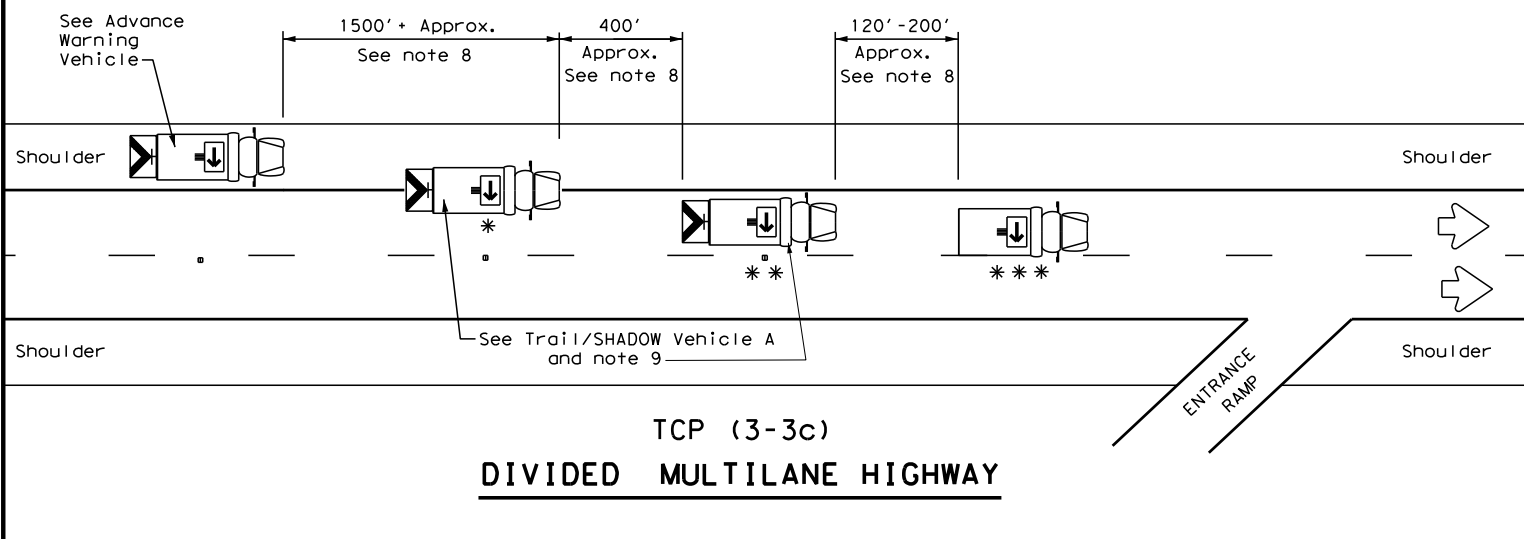 See Advance
Warning
Vehicle
1500'+ Approx.
See note 8
400'
Approx.
See note 8
120'-200'
Approx.
See note 8
Shoulder
Shoulder
*
**
***
See Trail/SHADOW Vehicle A
and note 9
Shoulder
Shoulder
ENTRANCE
RAMP
TCP (3-3c)
DIVIDED MULTILANE HIGHWAY